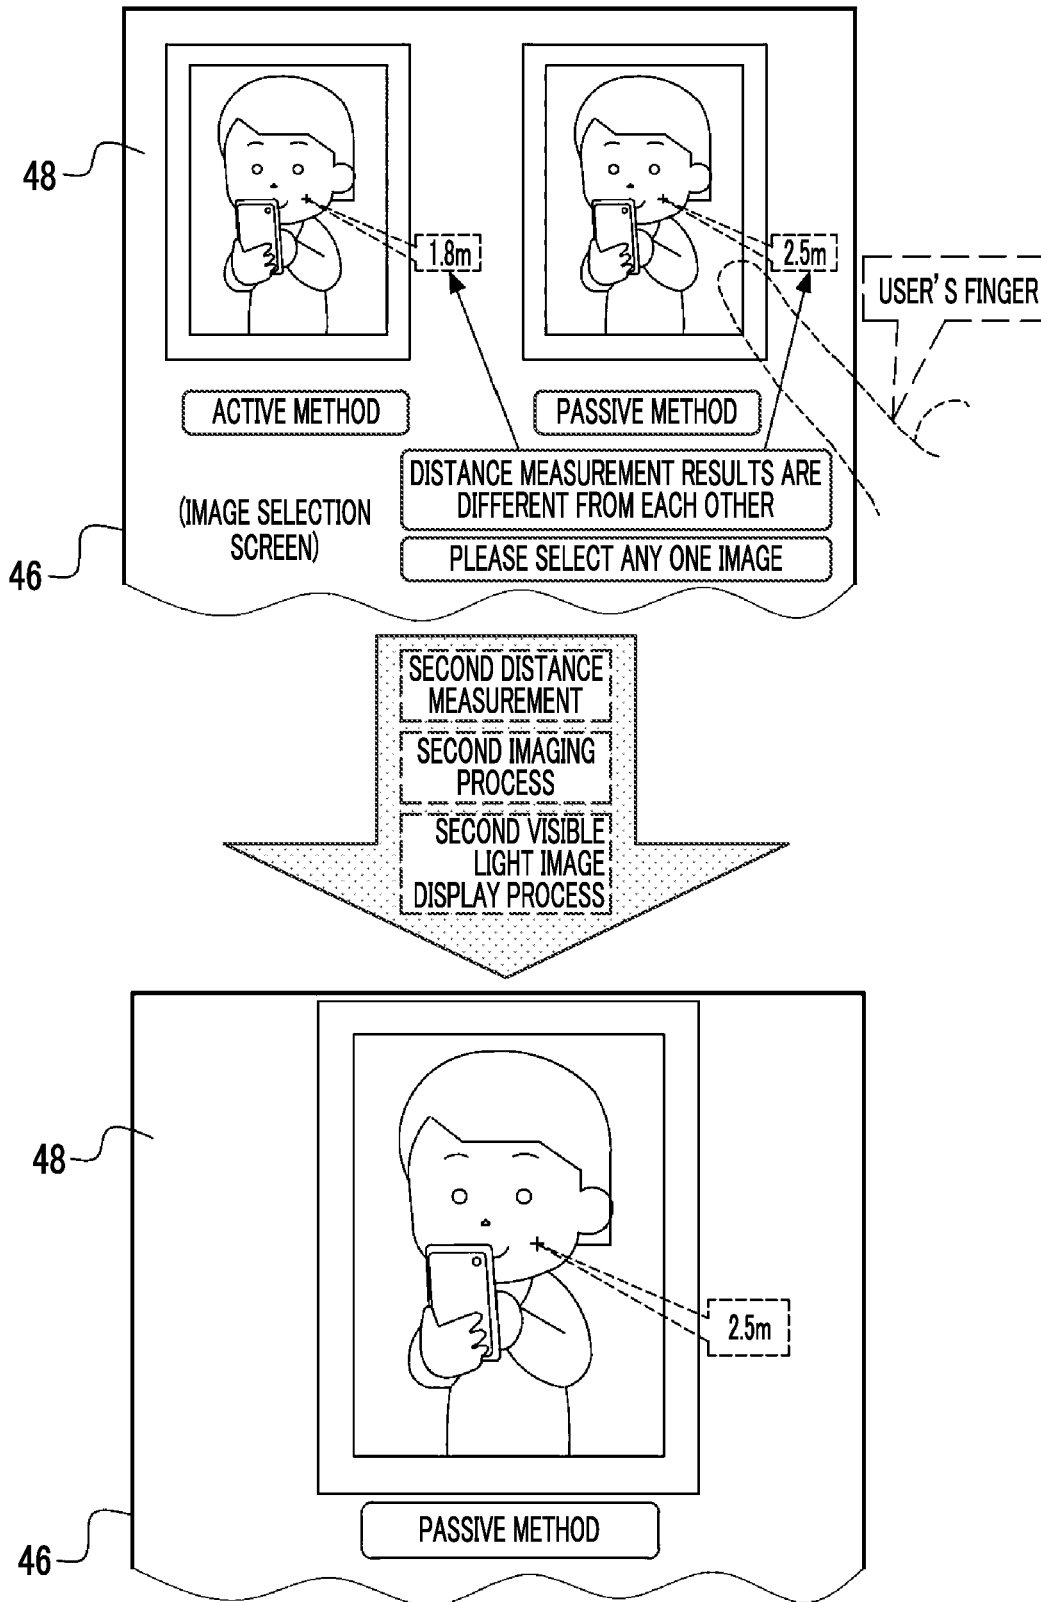 48
1.8m
2.5m
USER'S FINGER
ACTIVE METHOD
PASSIVE METHOD
DISTANCE MEASUREMENT RESULTS ARE
DIFFERENT FROM EACH OTHER
(IMAGE SELECTION
SCREEN)
PLEASE SELECT ANY ONE IMAGE
46
SECOND DISTANCE
MEASUREMENT
SECOND IMAGING
PROCESS
SECOND VISIBLE
LIGHT IMAGE
DISPLAY PROCESS
48
2.5m
PASSIVE METHOD
46